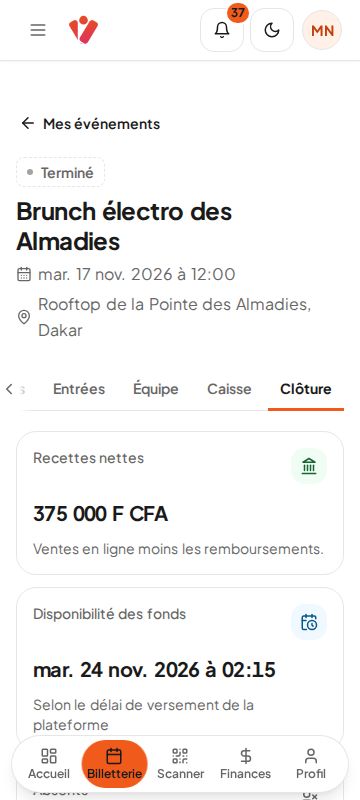 37
MN
Mes événements
Terminé
Brunch électro des
Almadies
mar. 17 nov. 2026 à 12:00
Rooftop de la Pointe des Almadies,
Dakar
s Entrées Équipe Caisse Clôture
Recettes nettes
375 000 F CFA
Ventes en ligne moins les remboursements.
Disponibilité des fonds
mar. 24 nov. 2026 à 02:15
Selon le délai de versement de la
plateforme
Accueil Billetterie Scanner Finances Profil